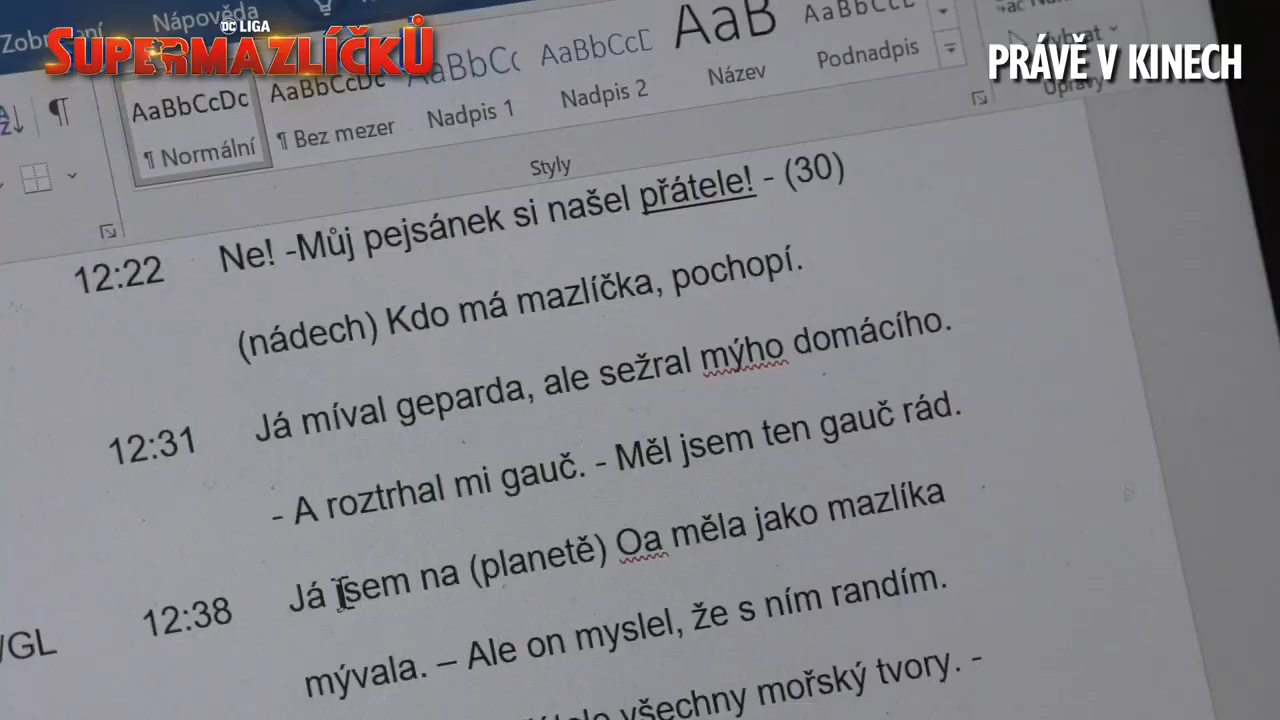 Nápověda
DC LIGA
SUPERMAZLÍČKŮ
PRÁVĚ V KINECH
AaBbCcDc
¶ Normální
AaBbCcDc
¶ Bez mezer
Nadpis 1
AaBbCcD
Nadpis 2
AaB
Název
AaBbCcD
Podnadpis
Vybrat
Úpravy
Styly
12:22 Ne! -Můj pejsánek si našel přátele! - (30)
(nádech) Kdo má mazlíčka, pochopí.
12:31 Já míval geparda, ale sežral mýho domácího.
- A roztrhal mi gauč. - Měl jsem ten gauč rád.
/GL 12:38 Já jsem na (planetě) Oa měla jako mazlíka
mývala. – Ale on myslel, že s ním randím.
všechny mořský tvory. -